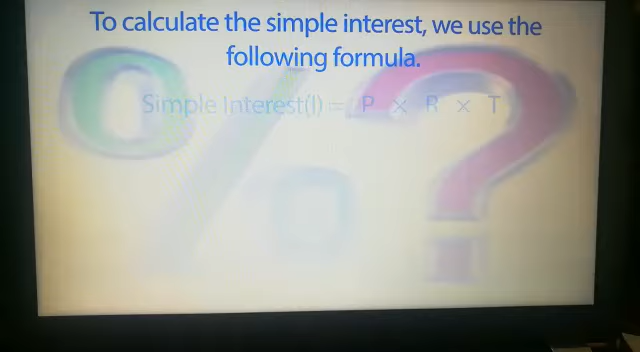 To calculate the simple interest, we use the
following formula.
Simple Interest(I) = P × R × T